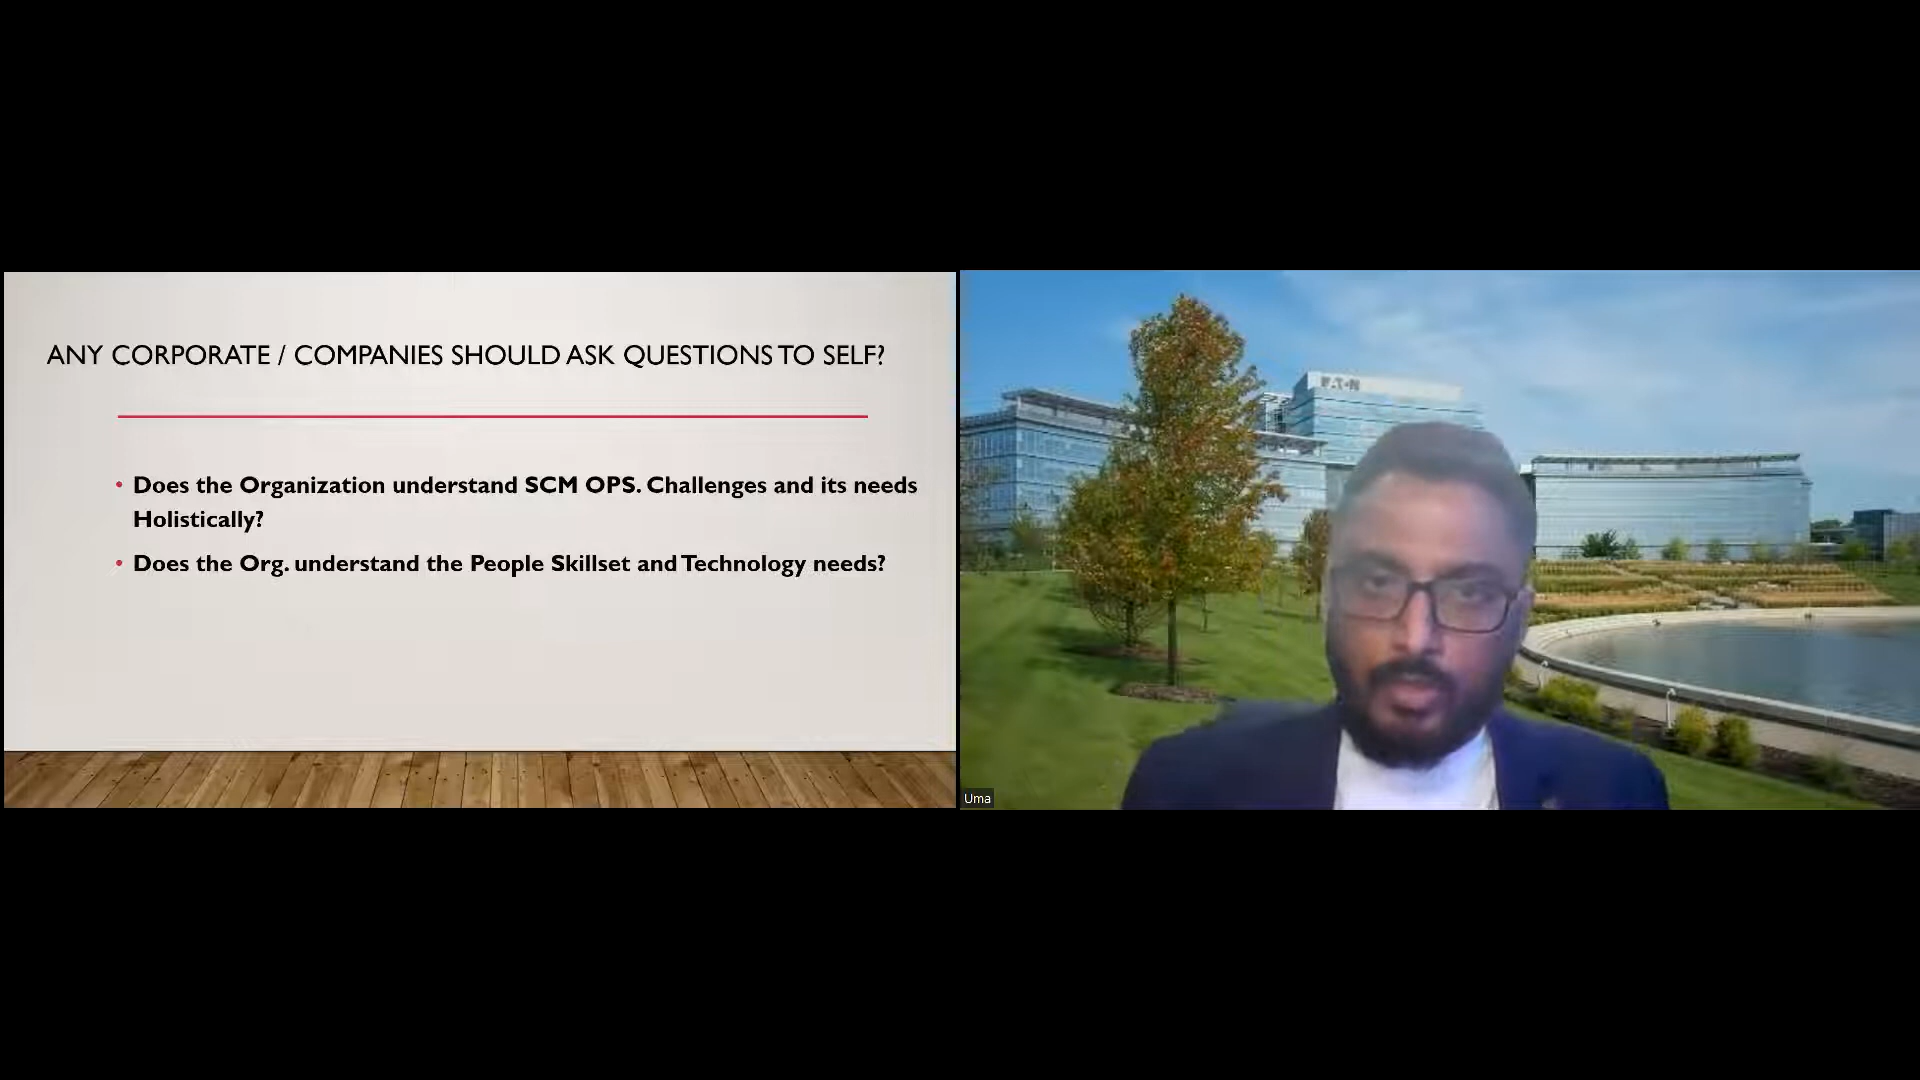 ANY CORPORATE / COMPANIES SHOULD ASK QUESTIONS TO SELF?
• Does the Organization understand SCM OPS. Challenges and its needs
Holistically?
• Does the Org. understand the People Skillset and Technology needs?
E·T·N
Uma